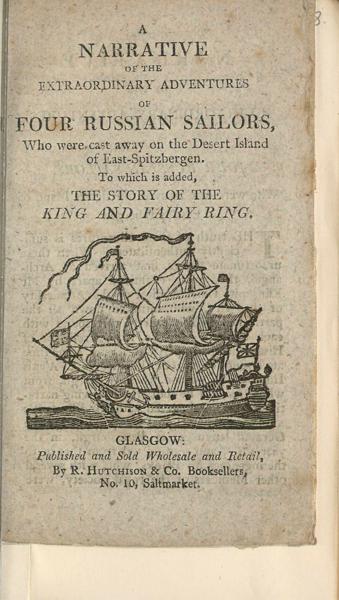 A
NARRATIVE
OF THE
EXTRAORDINARY ADVENTURES
OF
FOUR RUSSIAN SAILORS,
Who were cast away on the Desert Island
of East-Spitzbergen.
To which is added,
THE STORY OF THE
KING AND FAIRY RING.
GLASGOW:
Published and Sold Wholesale and Retail,
By R. HUTCHISON & Co. Booksellers,
No. 10, Saltmarket.